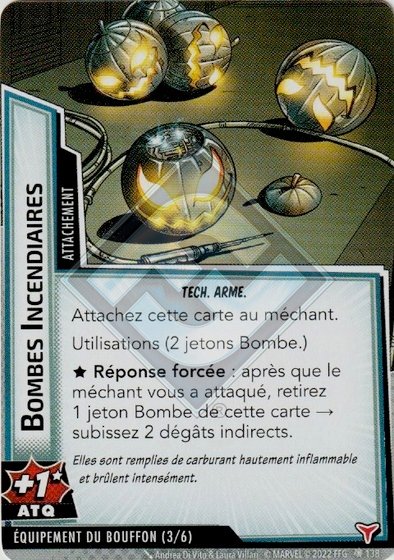 BOMBES INCENDIAIRES
ATTACHEMENT
TECH. ARME.
Attachez cette carte au méchant.
Utilisations (2 jetons Bombe.)
★ Réponse forcée : après que le
méchant vous a attaqué, retirez
1 jeton Bombe de cette carte →
subissez 2 dégâts indirects.
Elles sont remplies de carburant hautement inflammable
et brûlent intensément.
+1★
ATQ
ÉQUIPEMENT DU BOUFFON (3/6)
Andrea Di Vito & Laura Villari. © MARVEL © 2022 FFG